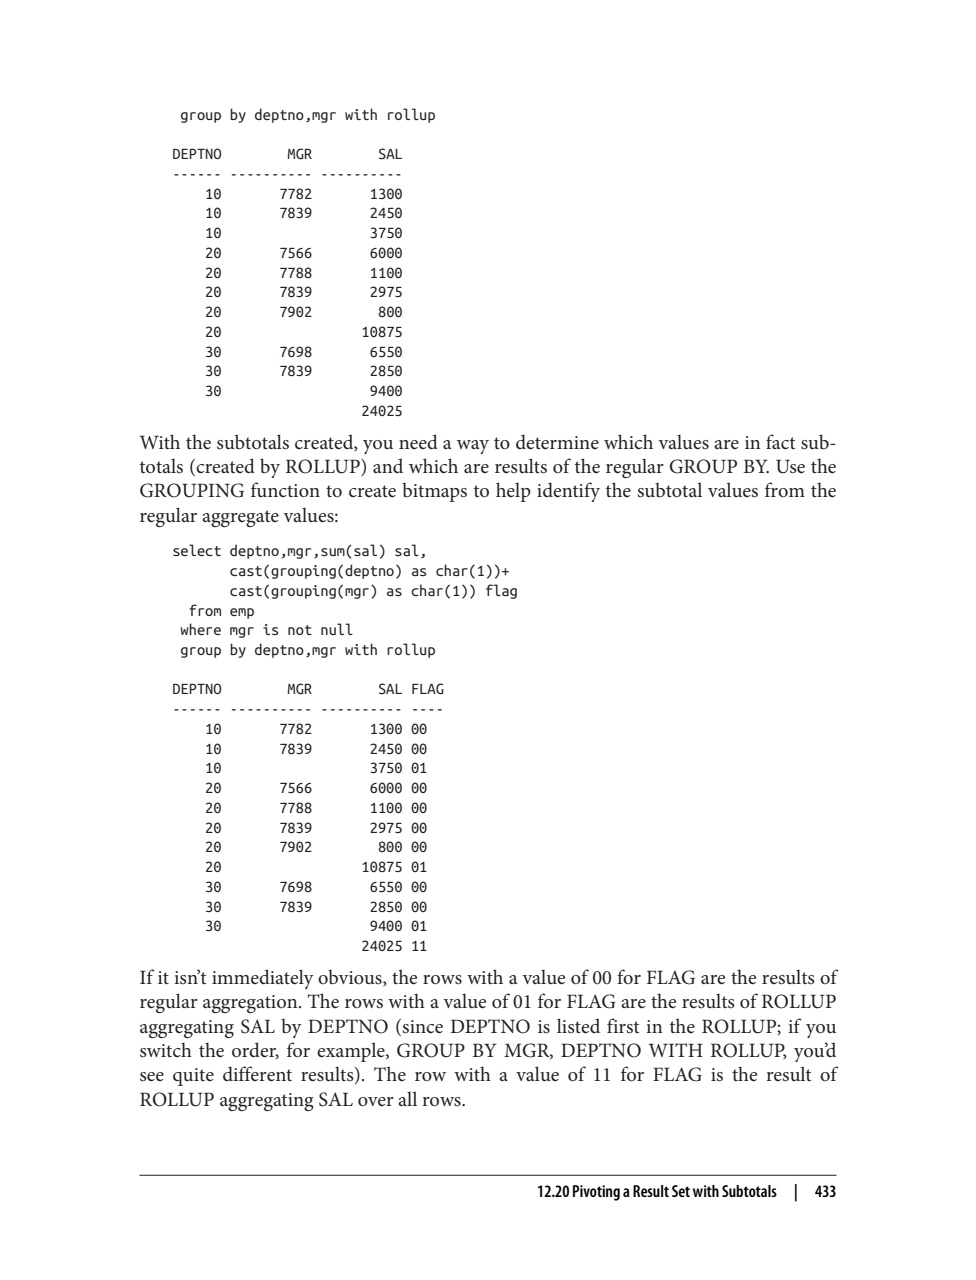 group by deptno,mgr with rollup
DEPTNO        MGR        SAL
------ ---------- ----------
    10       7782       1300
    10       7839       2450
    10                  3750
    20       7566       6000
    20       7788       1100
    20       7839       2975
    20       7902        800
    20                 10875
    30       7698       6550
    30       7839       2850
    30                  9400
                       24025
With the subtotals created, you need a way to determine which values are in fact sub-
totals (created by ROLLUP) and which are results of the regular GROUP BY. Use the
GROUPING function to create bitmaps to help identify the subtotal values from the
regular aggregate values:
select deptno,mgr,sum(sal) sal,
       cast(grouping(deptno) as char(1))+
       cast(grouping(mgr) as char(1)) flag
  from emp
 where mgr is not null
 group by deptno,mgr with rollup
DEPTNO        MGR        SAL FLAG
------ ---------- ---------- ----
    10       7782       1300 00
    10       7839       2450 00
    10                  3750 01
    20       7566       6000 00
    20       7788       1100 00
    20       7839       2975 00
    20       7902        800 00
    20                 10875 01
    30       7698       6550 00
    30       7839       2850 00
    30                  9400 01
                       24025 11
If it isn’t immediately obvious, the rows with a value of 00 for FLAG are the results of
regular aggregation. The rows with a value of 01 for FLAG are the results of ROLLUP
aggregating SAL by DEPTNO (since DEPTNO is listed first in the ROLLUP; if you
switch the order, for example, GROUP BY MGR, DEPTNO WITH ROLLUP, you’d
see quite different results). The row with a value of 11 for FLAG is the result of
ROLLUP aggregating SAL over all rows.
12.20 Pivoting a Result Set with Subtotals | 433